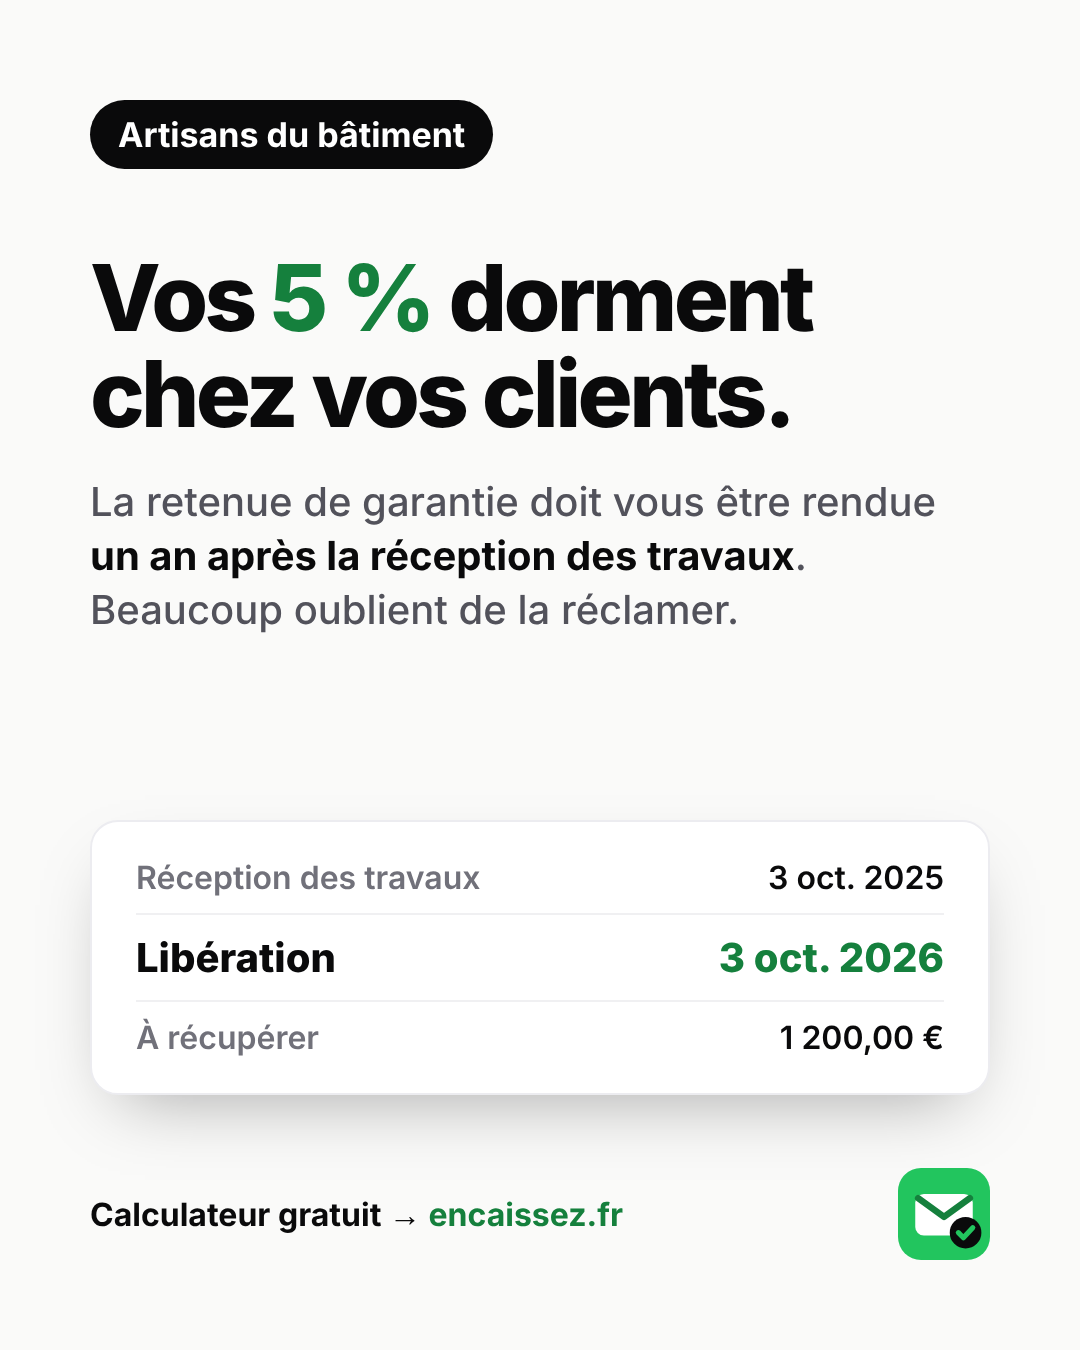 Artisans du bâtiment
Vos 5 % dorment
chez vos clients.
La retenue de garantie doit vous être rendue
un an après la réception des travaux.
Beaucoup oublient de la réclamer.
Réception des travaux 3 oct. 2025
Libération 3 oct. 2026
À récupérer 1 200,00 €
Calculateur gratuit → encaissez.fr